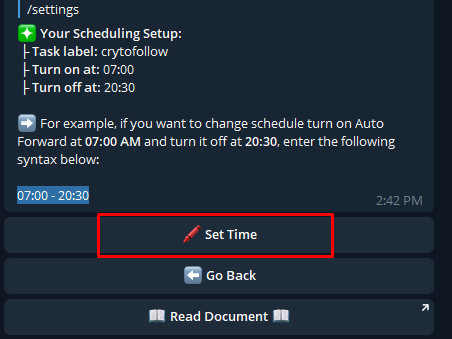 /settings
Your Scheduling Setup:
├ Task label: crytofollow
├ Turn on at: 07:00
├ Turn off at: 20:30
For example, if you want to change schedule turn on Auto
Forward at 07:00 AM and turn it off at 20:30, enter the following
syntax below:
07:00 - 20:30
2:42 PM
Set Time
Go Back
Read Document